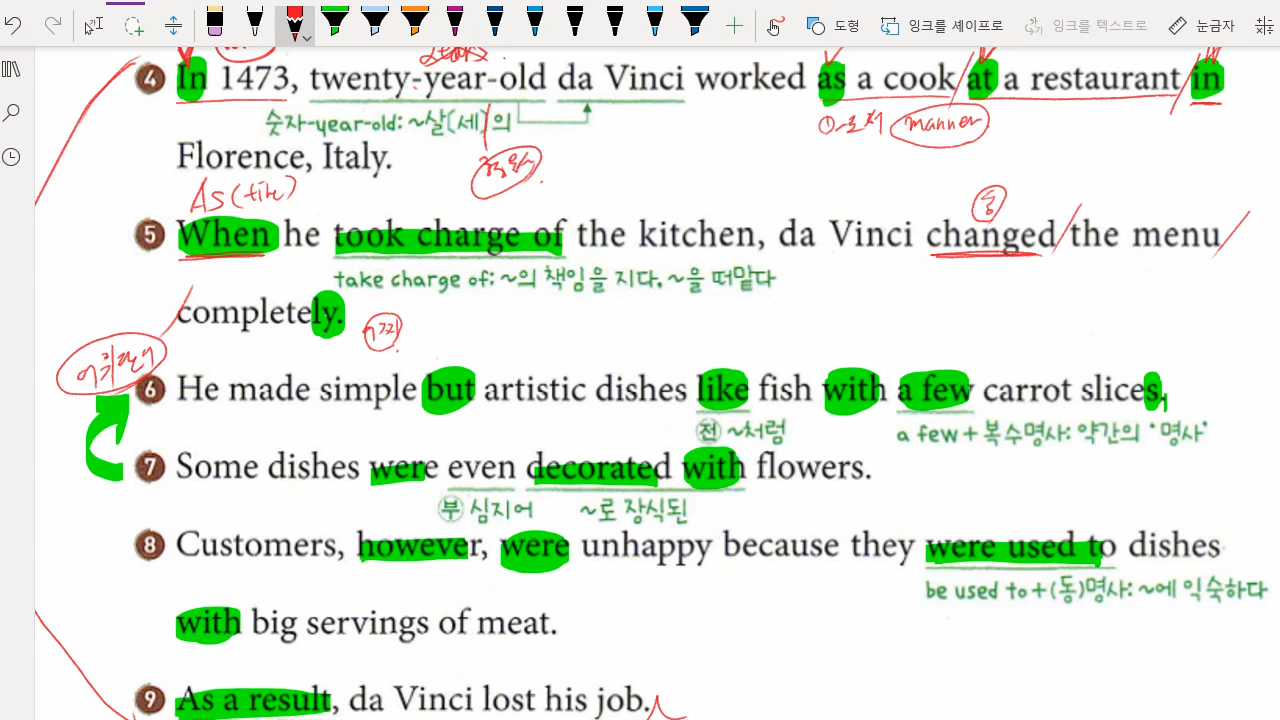 도형 잉크를 셰이프로 잉크를 텍스트로 눈금자
④ In 1473, twenty-year-old da Vinci worked as a cook at a restaurant in
숫자-year-old: ~살(세)의 ①~로서 manner
Florence, Italy.
As (time)
⑤ When he took charge of the kitchen, da Vinci changed the menu
take charge of: ~의 책임을 지다, ~을 떠맡다
completely.
⑥ He made simple but artistic dishes like fish with a few carrot slices.
전 ~처럼 a few + 복수명사: 약간의 '명사'
⑦ Some dishes were even decorated with flowers.
부 심지어 ~로 장식된
⑧ Customers, however, were unhappy because they were used to dishes
be used to+(동)명사: ~에 익숙하다
with big servings of meat.
⑨ As a result, da Vinci lost his job.